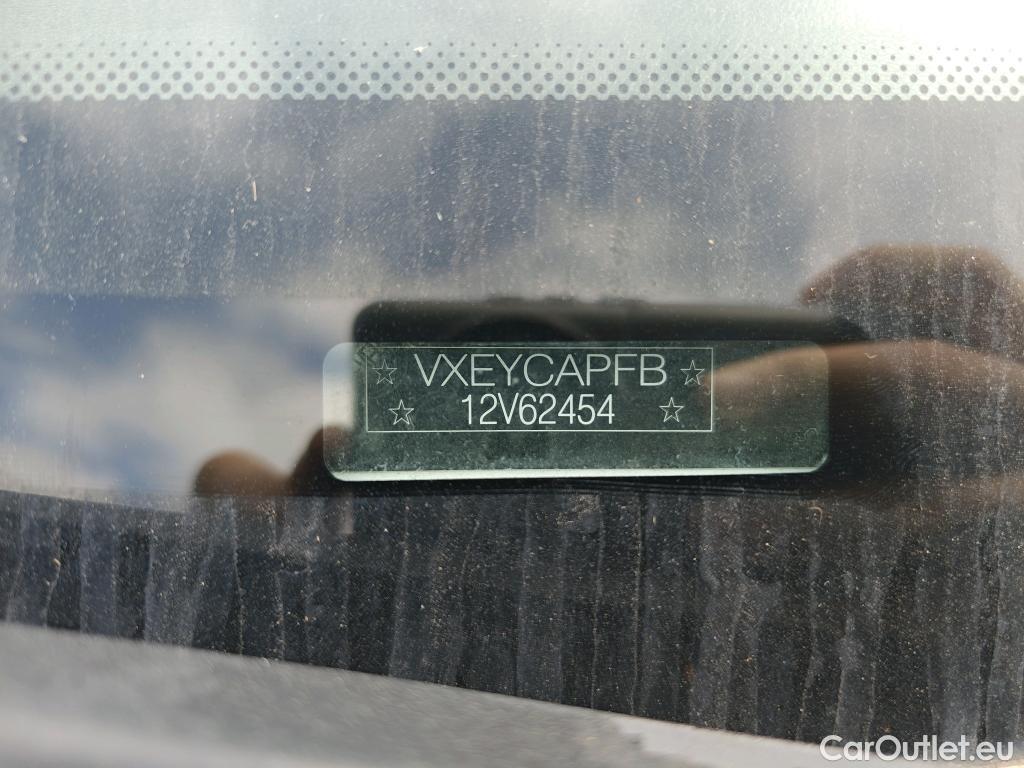 ☆ VXEYCAPFB ☆
☆ 12V62454 ☆
CarOutlet.eu